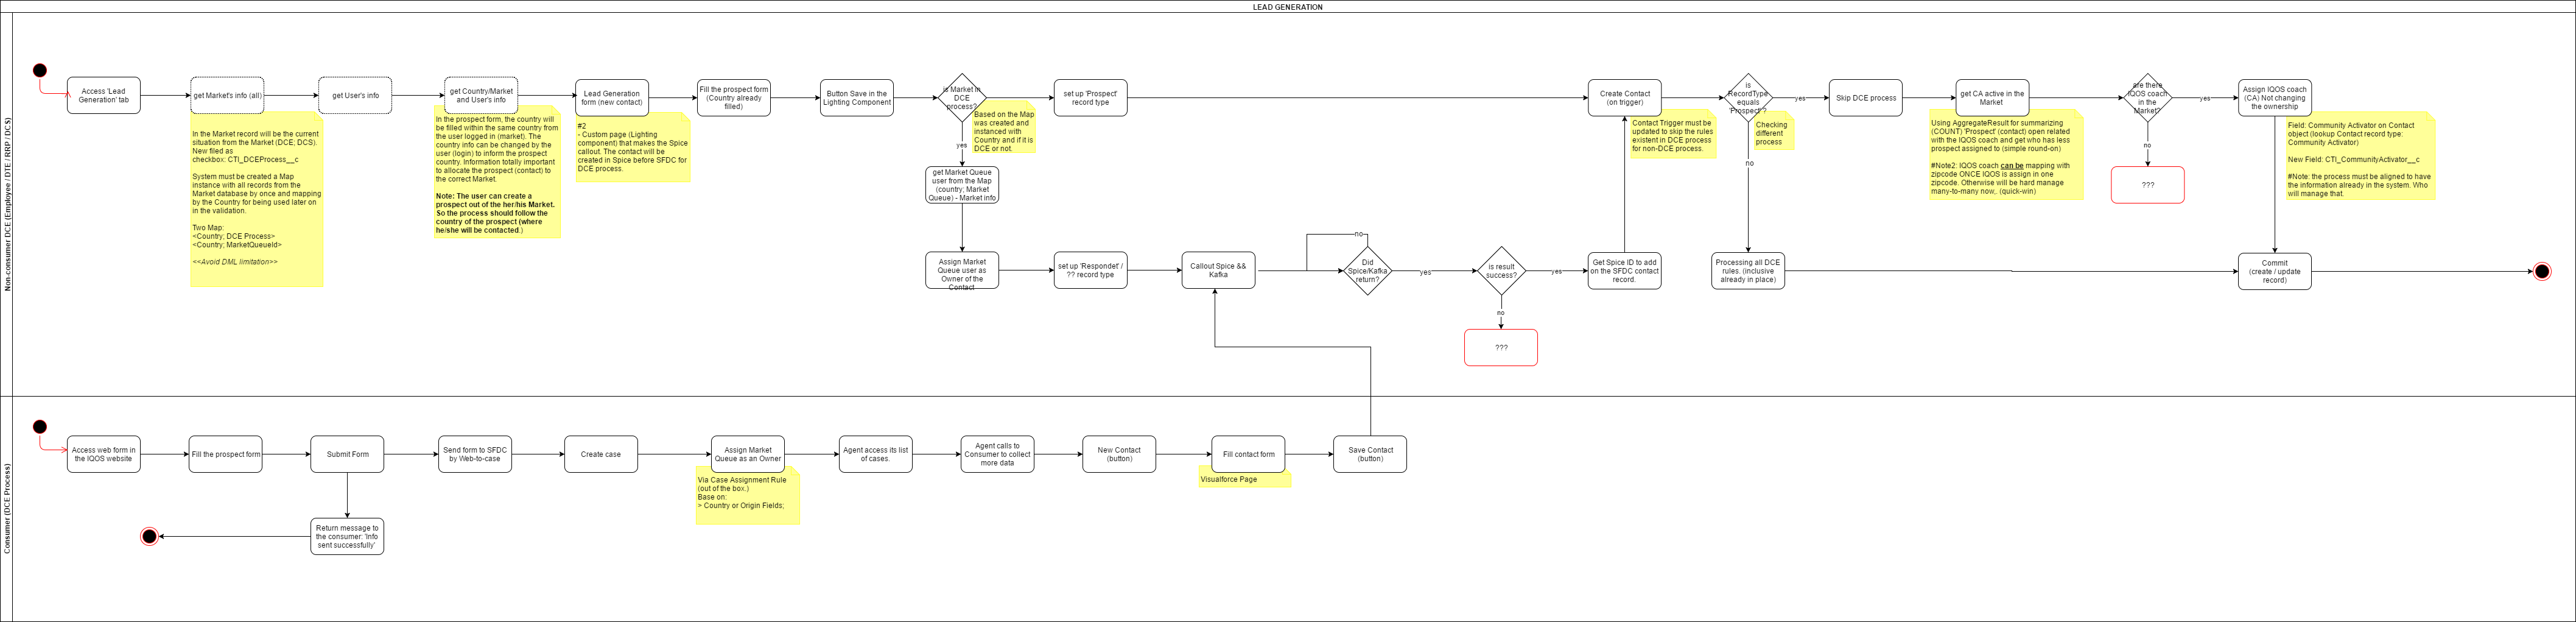 LEAD GENERATION
Non-consumer DCE (Employee / DTE / RRP / DCS)
Access 'Lead
Generation' tab
get Market's info (all)
In the Market record will be the current
situation from the Market (DCE; DCS).
New filed as
checkbox: CTI_DCEProcess__c
System must be created a Map
instance with all records from the
Market database by once and mapping
by the Country for being used later on
in the validation.
Two Map:
<Country; DCE Process>
<Country; MarketQueueId>
<<Avoid DML limitation>>
get User's info
get Country/Market
and User's info
In the prospect form, the country will
be filled within the same country from
the user logged in (market). The
country info can be changed by the
user (login) to inform the prospect
country. Information totally important
to allocate the prospect (contact) to
the correct Market.
Note: The user can create a
prospect out of the her/his Market.
So the process should follow the
country of the prospect (where
he/she will be contacted.)
Lead Generation
form (new contact)
#2
- Custom page (Lighting
component) that makes the Spice
callout. The contact will be
created in Spice before SFDC for
DCE process.
Fill the prospect form
(Country already
filled)
Button Save in the
Lighting Component
is Market in
DCE
process?
Based on the Map
was created and
instanced with
Country and if it is
DCE or not.
yes
set up 'Prospect'
record type
get Market Queue
user from the Map
(country; Market
Queue) - Market info
Assign Market
Queue user as
Owner of the
Contact
set up 'Respondet' /
?? record type
Callout Spice &&
Kafka
no
Did
Spice/Kafka
return?
yes
is result
success?
yes
no
???
Get Spice ID to add
on the SFDC contact
record.
Create Contact
(on trigger)
Contact Trigger must be
updated to skip the rules
existent in DCE process
for non-DCE process.
is
RecordType
equals
'Prospect'?
Checking
different
process
yes
no
Processing all DCE
rules. (inclusive
already in place)
Skip DCE process
get CA active in the
Market
Using AggregateResult for summarizing
(COUNT) 'Prospect' (contact) open related
with the IQOS coach and get who has less
prospect assigned to (simple round-on)
#Note2: IQOS coach can be mapping with
zipcode ONCE IQOS is assign in one
zipcode. Otherwise will be hard manage
many-to-many now,. (quick-win)
are there
IQOS coach
in the
Market?
yes
no
???
Assign IQOS coach
(CA) Not changing
the ownership
Field: Community Activator on Contact
object (lookup Contact record type:
Community Activator)
New Field: CTI_CommunityActivator__c
#Note: the process must be aligned to have
the information already in the system. Who
will manage that.
Commit
(create / update
record)
Consumer (DCE Process)
Access web form in
the IQOS website
Fill the prospect form
Submit Form
Send form to SFDC
by Web-to-case
Create case
Assign Market
Queue as an Owner
Via Case Assignment Rule
(out of the box.)
Base on:
> Country or Origin Fields;
Agent access its list
of cases.
Agent calls to
Consumer to collect
more data
New Contact
(button)
Fill contact form
Visualforce Page
Save Contact
(button)
Return message to
the consumer: 'Info
sent successfully'